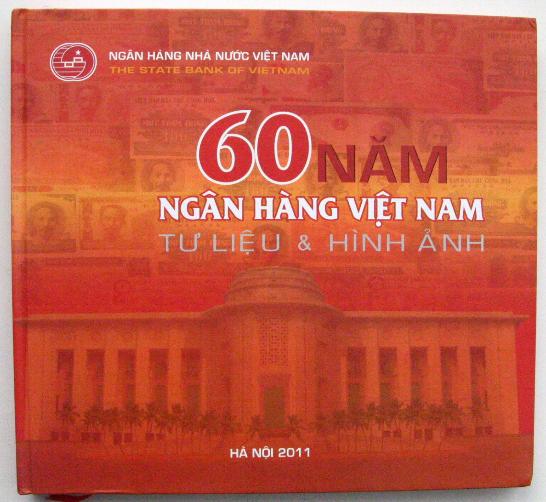 NGÂN HÀNG NHÀ NƯỚC VIỆT NAM
THE STATE BANK OF VIETNAM
60 NĂM
NGÂN HÀNG VIỆT NAM
TƯ LIỆU & HÌNH ẢNH
HÀ NỘI 2011